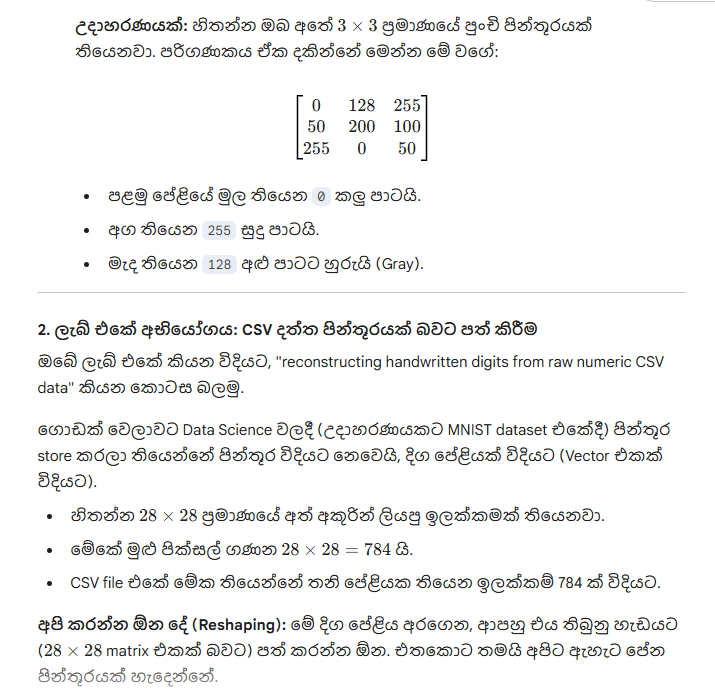 උදාහරණයක්: හිතන්න ඔබ අතේ 3 × 3 ප්‍රමාණයේ පුංචි පින්තූරයක්
තියෙනවා. පරිගණකය ඒක දකින්නේ මෙන්න මේ වගේ:
0 128 255
50 200 100
255 0 50
• පළමු පේළියේ මුල තියෙන 0 කලු පාටයි.
• අග තියෙන 255 සුදු පාටයි.
• මැද තියෙන 128 අළු පාටට හුරුයි (Gray).
2. ලැබ් එකේ අභියෝගය: CSV දත්ත පින්තූරයක් බවට පත් කිරීම
ඔබේ ලැබ් එකේ කියන විදියට, "reconstructing handwritten digits from raw numeric CSV
data" කියන කොටස බලමු.
ගොඩක් වෙලාවට Data Science වලදී (උදාහරණයකට MNIST dataset එකේදී) පින්තූර
store කරලා තියෙන්නේ පින්තූර විදියට නෙවෙයි, දිග පේළියක් විදියට (Vector එකක්
විදියට).
• හිතන්න 28 × 28 ප්‍රමාණයේ අත් අකුරින් ලියපු ඉලක්කමක් තියෙනවා.
• මේකේ මුළු පික්සල් ගණන 28 × 28 = 784 යි.
• CSV file එකේ මේක තියෙන්නේ තනි පේළියක තියෙන ඉලක්කම් 784 ක් විදියට.
අපි කරන්න ඕන දේ (Reshaping): මේ දිග පේළිය අරගෙන, ආපහු එය තිබුනු හැඩයට
(28 × 28 matrix එකක් බවට) පත් කරන්න ඕන. එතකොට තමයි අපිට ඇහැට පේන
පින්තූරයක් හැදෙන්නේ.